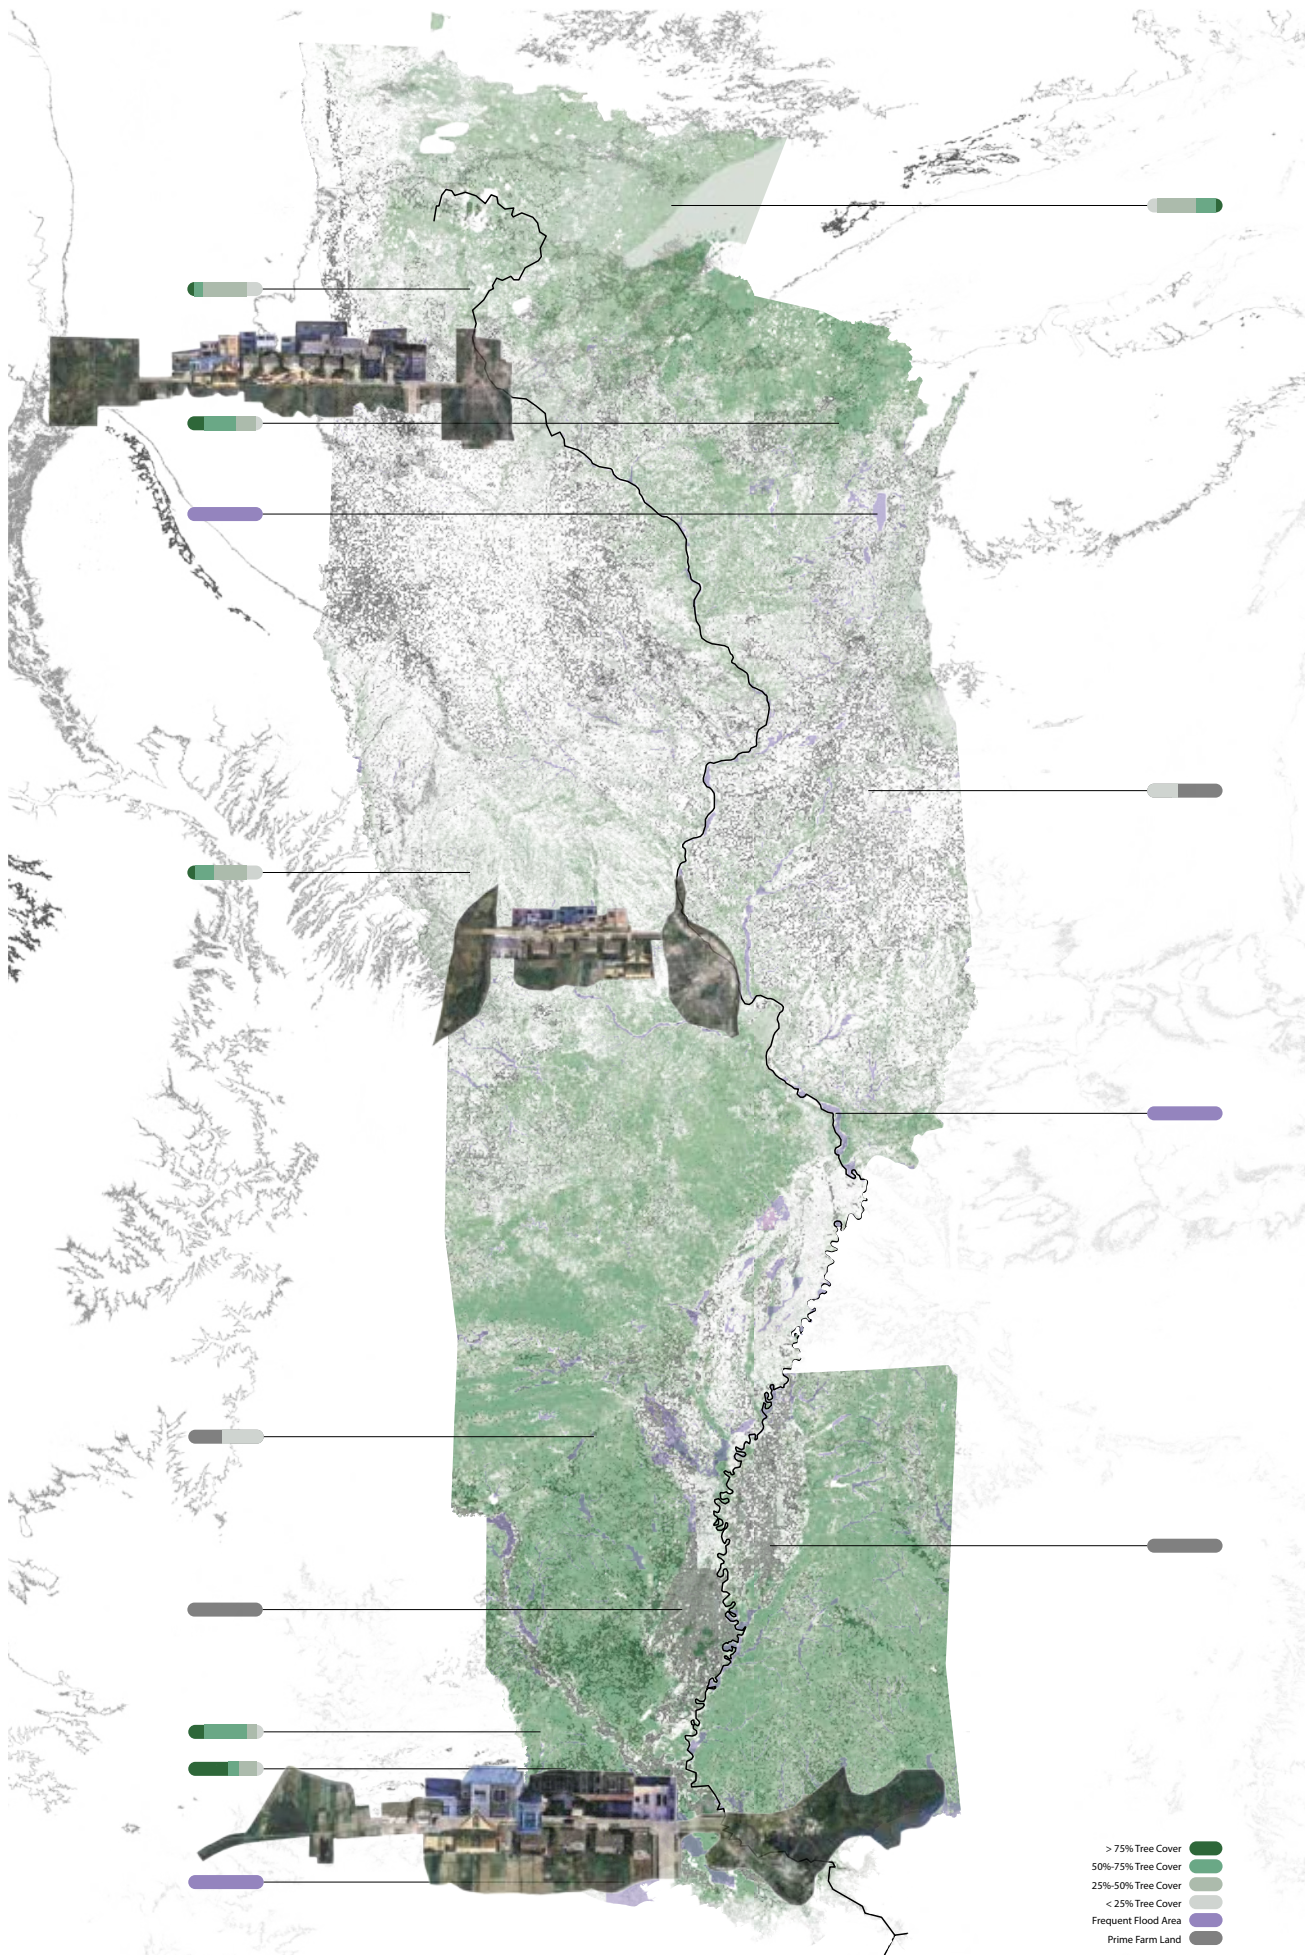 > 75% Tree Cover
50%-75% Tree Cover
25%-50% Tree Cover
< 25% Tree Cover
Frequent Flood Area
Prime Farm Land